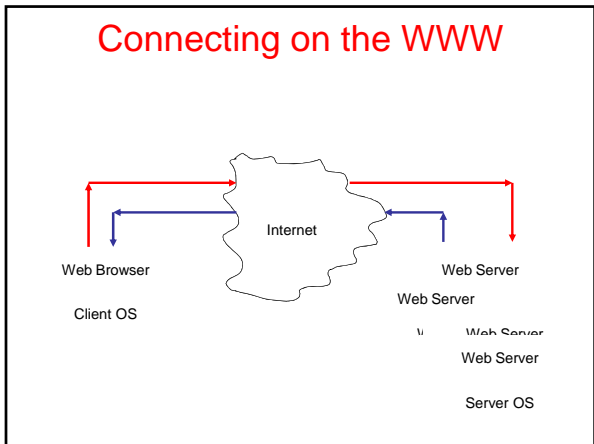 Connecting on the WWW
Internet
Web Browser
Web Server
Web Server
Client OS
Web Server
Web Server
Server OS